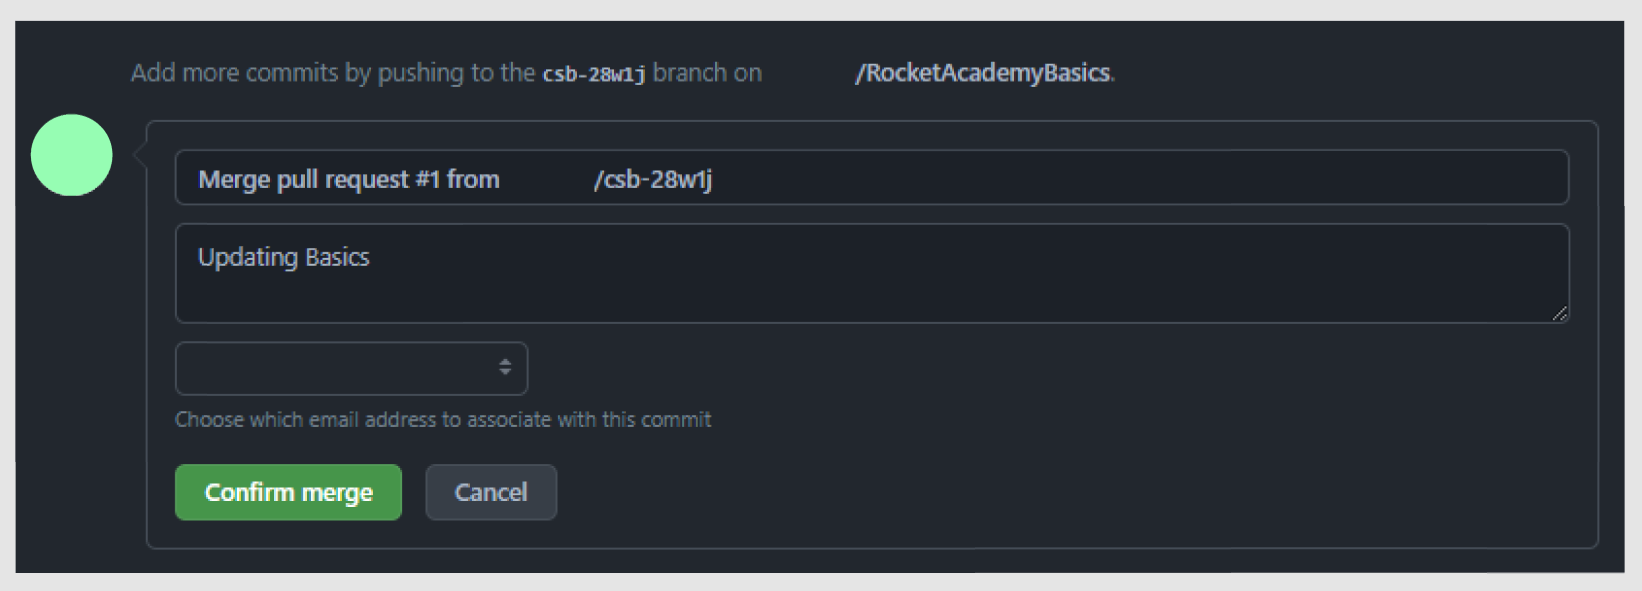 Add more commits by pushing to the csb-28w1j branch on /RocketAcademyBasics.
Merge pull request #1 from /csb-28w1j
Updating Basics
Choose which email address to associate with this commit
Confirm merge Cancel